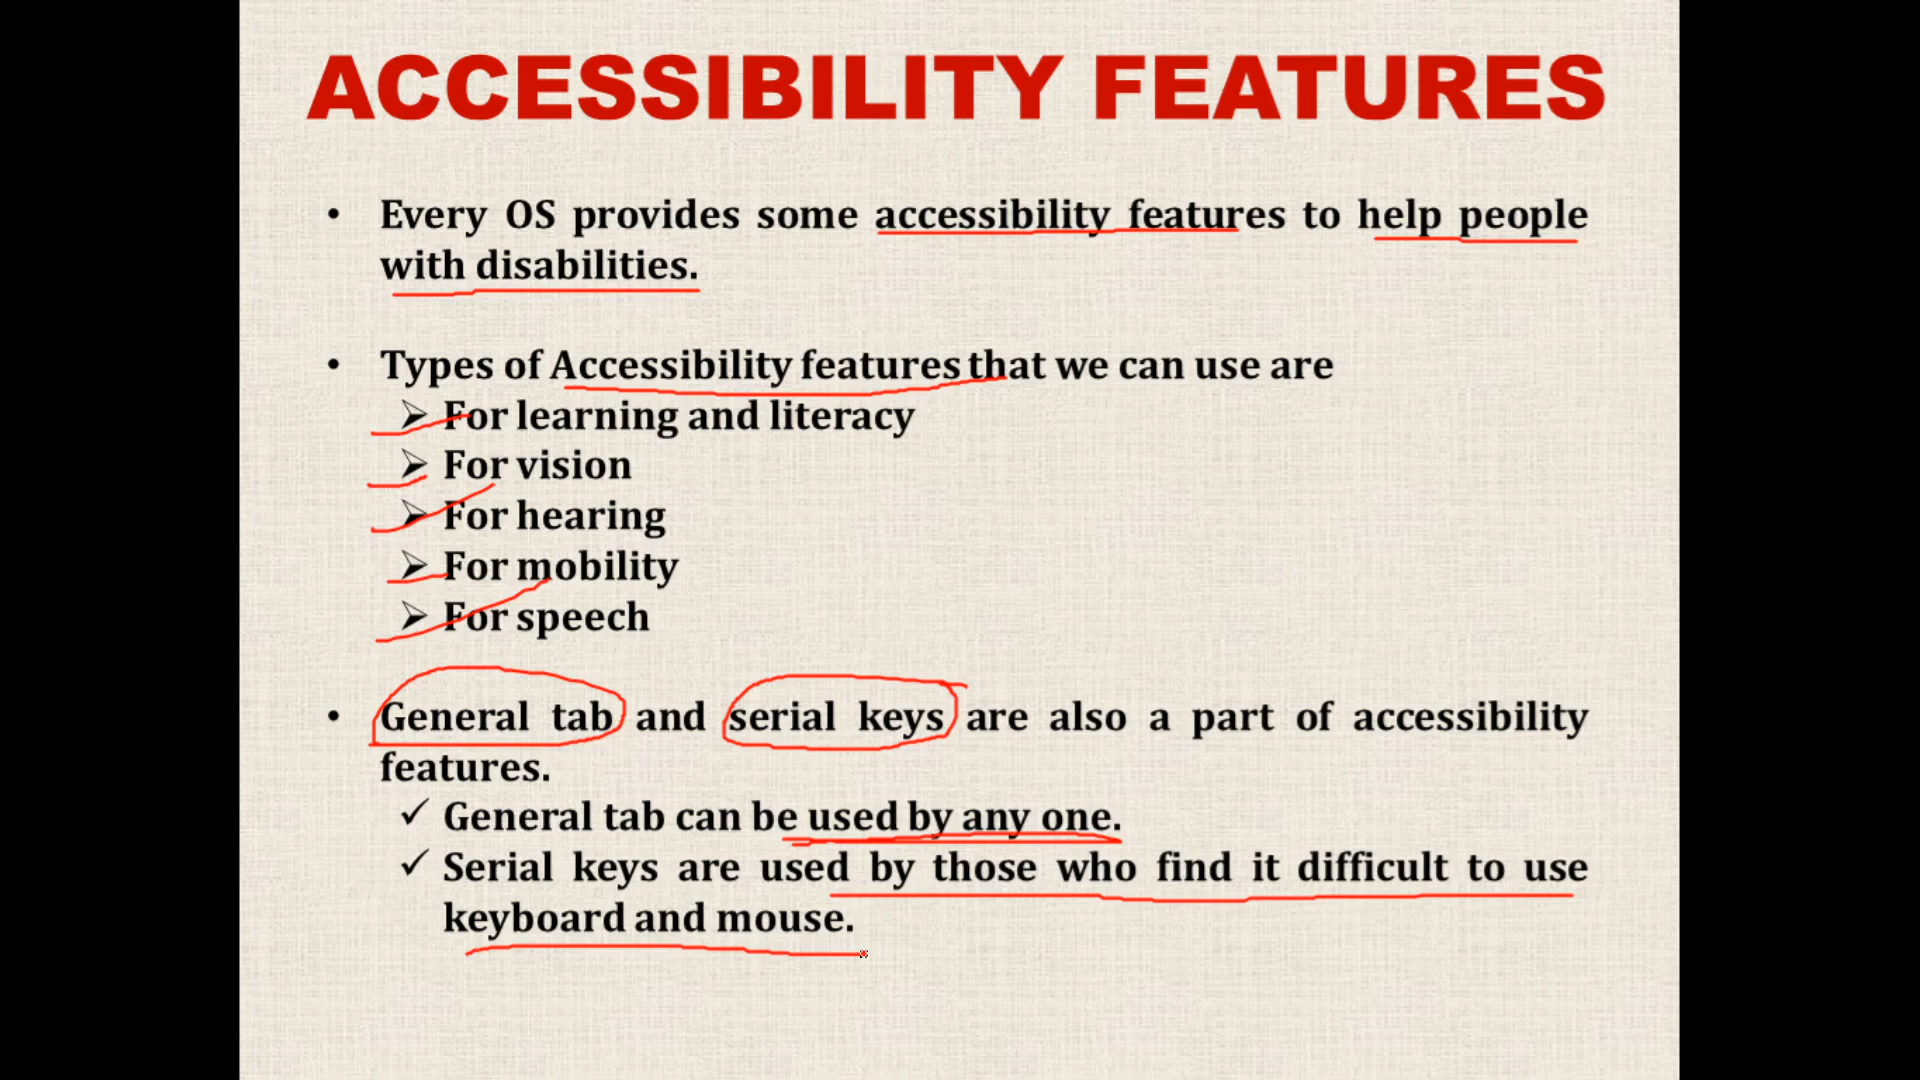 ACCESSIBILITY FEATURES
• Every OS provides some accessibility features to help people
with disabilities.
• Types of Accessibility features that we can use are
➢ For learning and literacy
➢ For vision
➢ For hearing
➢ For mobility
➢ For speech
• General tab and serial keys are also a part of accessibility
features.
✓ General tab can be used by any one.
✓ Serial keys are used by those who find it difficult to use
keyboard and mouse.